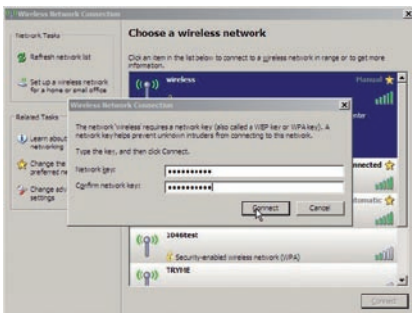 Wireless Network Connection
Network Tasks
Refresh network list
Set up a wireless network
for a home or small office
Related Tasks
Learn about
networking
Change the
preferred ne
Change adv
settings
Choose a wireless network
Click an item in the list below to connect to a wireless network in range or to get more
information.
wireless
Manual
Wireless Network Connection
The network 'wireless' requires a network key (also called a WEP key or WPA key). A
network key helps prevent unknown intruders from connecting to this network.
Type the key, and then click Connect.
Network key:
Confirm network key:
Connect
Cancel
nnected
utomatic
1046test
Security-enabled wireless network (WPA)
TRYME
Connect